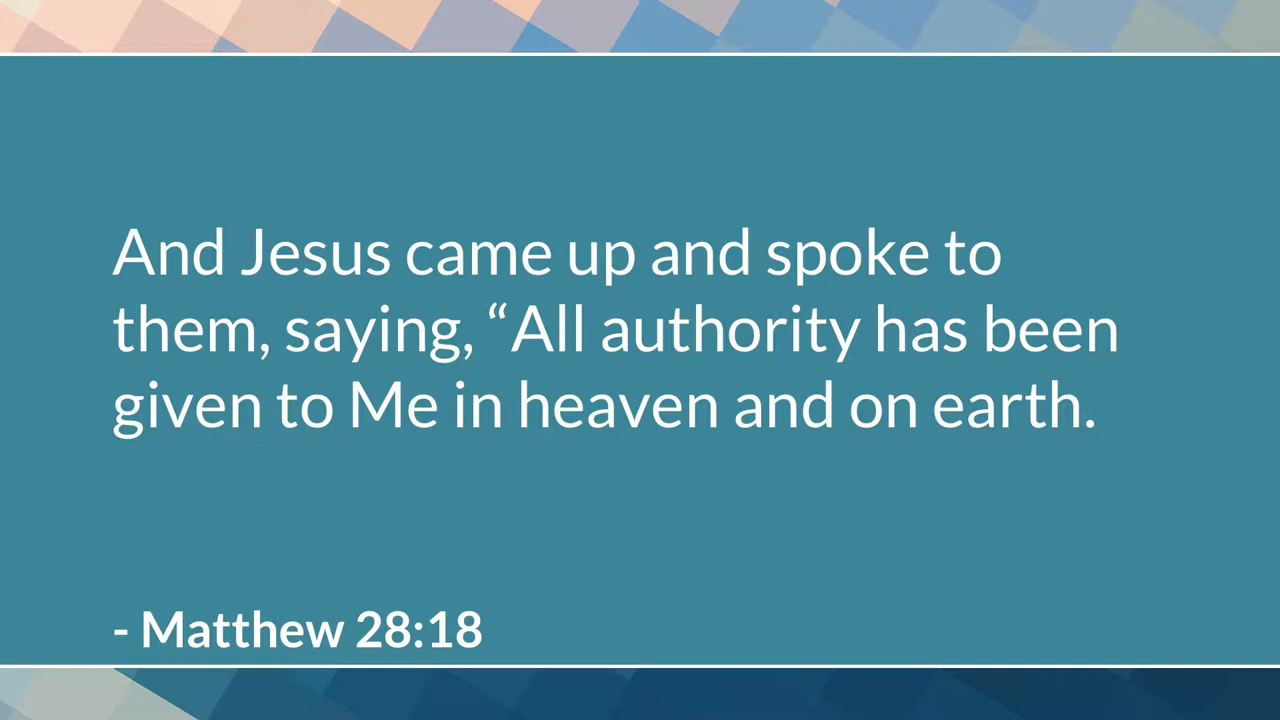 And Jesus came up and spoke to
them, saying, “All authority has been
given to Me in heaven and on earth.
- Matthew 28:18